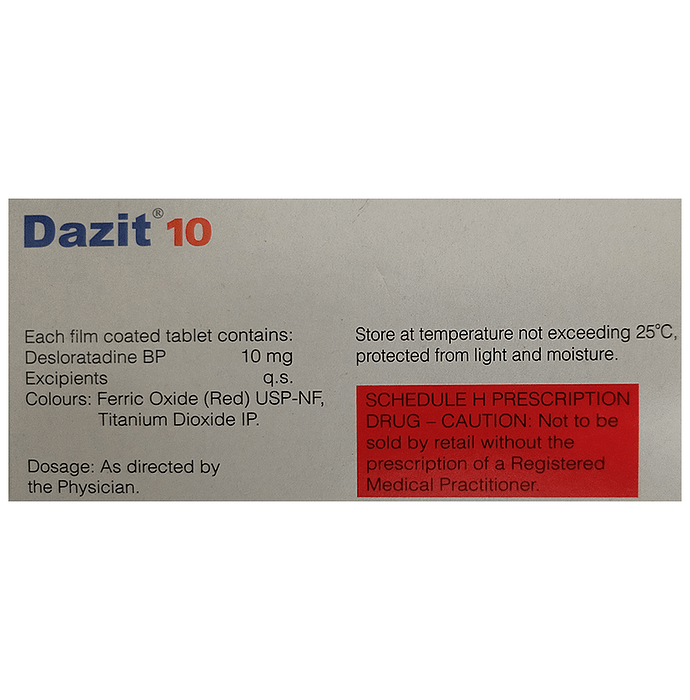 Dazit® 10
Each film coated tablet contains:
Desloratadine BP 10 mg
Excipients q.s.
Colours: Ferric Oxide (Red) USP-NF,
Titanium Dioxide IP.
Dosage: As directed by
the Physician.
Store at temperature not exceeding 25°C,
protected from light and moisture.
SCHEDULE H PRESCRIPTION
DRUG – CAUTION: Not to be
sold by retail without the
prescription of a Registered
Medical Practitioner.